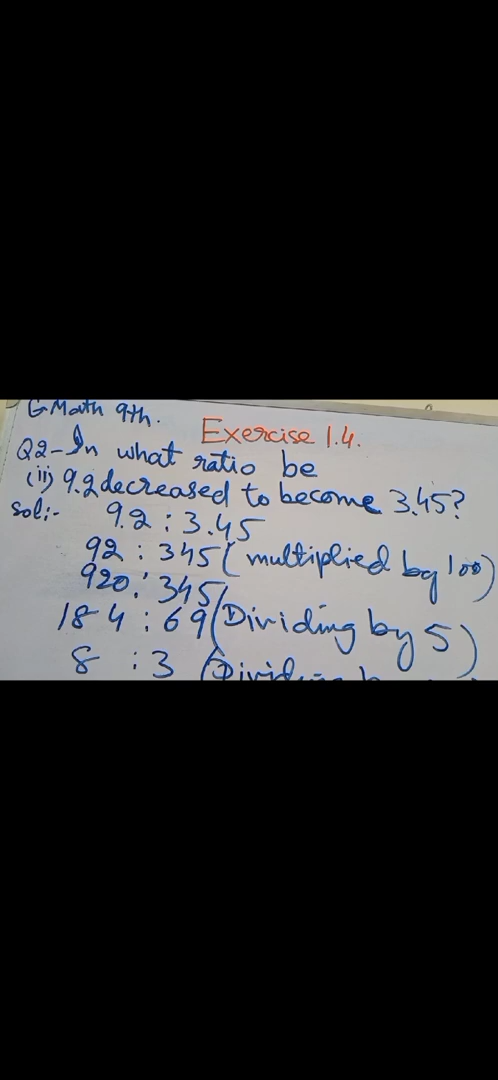 G Math 9th.
Exercise 1.4.
Q2- In what ratio be
(ii) 9.2 decreased to become 3.45?
Sol:- 9.2 : 3.45
92 : 345 (multiplied by 100)
920 : 345
184 : 69 (Dividing by 5)
8 : 3 (Dividing